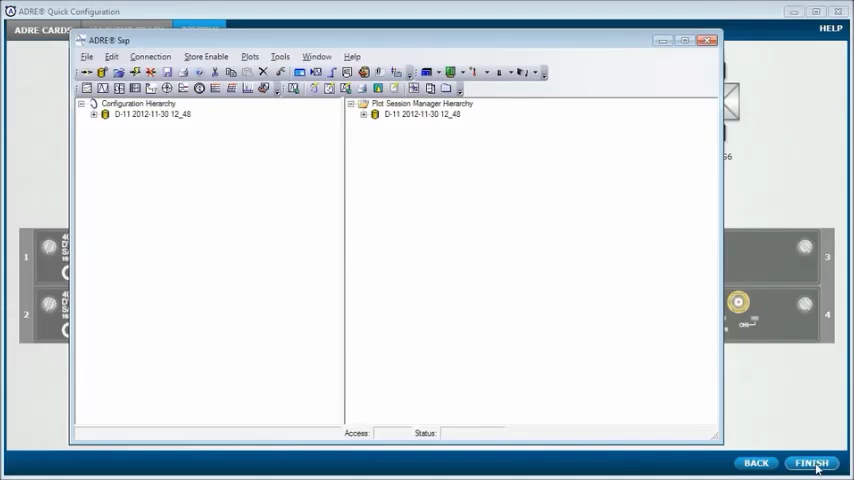 ADRE® Quick Configuration
ADRE CARDS
HELP
ADRE® Sxp
File Edit Connection Store Enable Plots Tools Window Help
Configuration Hierarchy
D-11 2012-11-30 12_48
Plot Session Manager Hierarchy
D-11 2012-11-30 12_48
1
2
3
4
Access: Status:
BACK FINISH